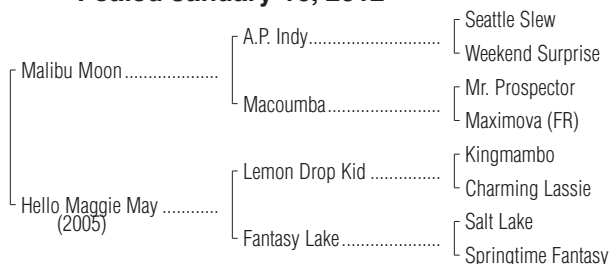 Foaled January 2012
Seattle Slew
A.P. Indy..............................
Weekend Surprise
Malibu Moon.....................
Mr. Prospector
Macoumba..........................
Maximova (FR)
Kingmambo
Lemon Drop Kid ................
Charming Lassie
Hello Maggie May ............
(2005)
Salt Lake
Fantasy Lake.......................
Springtime Fantasy